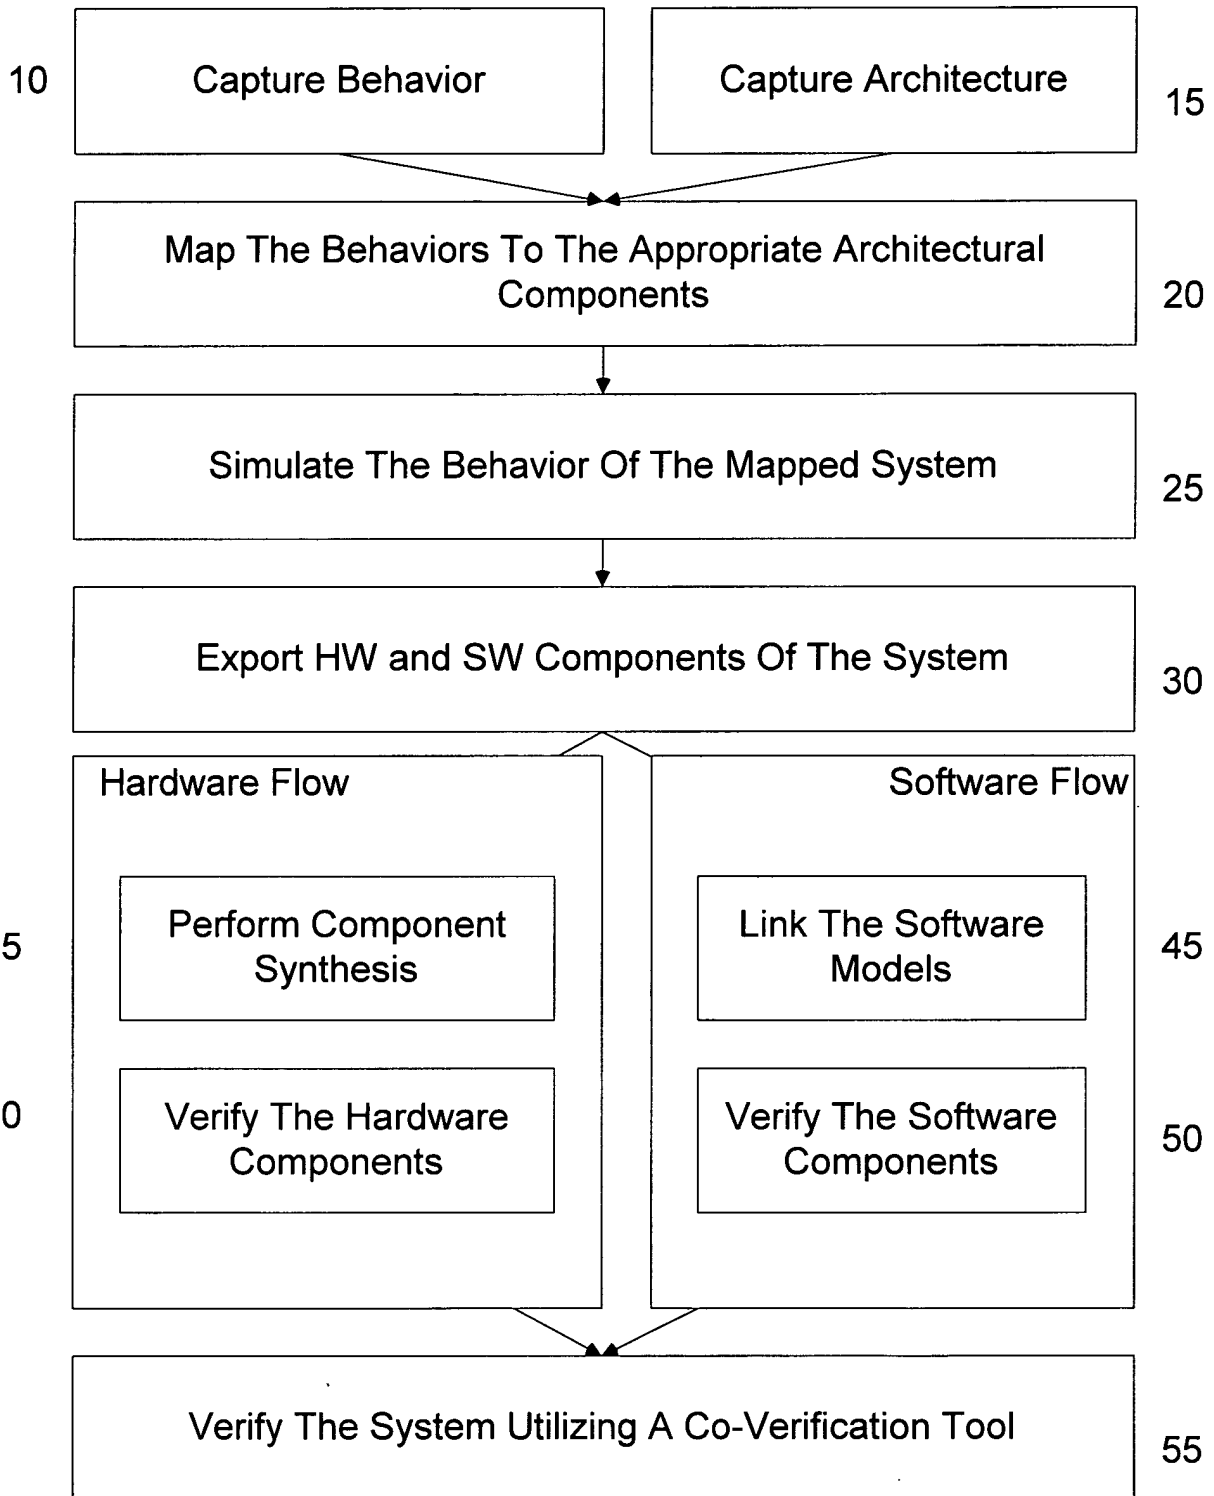 10
Capture Behavior
Capture Architecture
15
Map The Behaviors To The Appropriate Architectural
Components
20
Simulate The Behavior Of The Mapped System
25
Export HW and SW Components Of The System
30
Hardware Flow
Software Flow
5
Perform Component
Synthesis
Link The Software
Models
45
0
Verify The Hardware
Components
Verify The Software
Components
50
Verify The System Utilizing A Co-Verification Tool
55